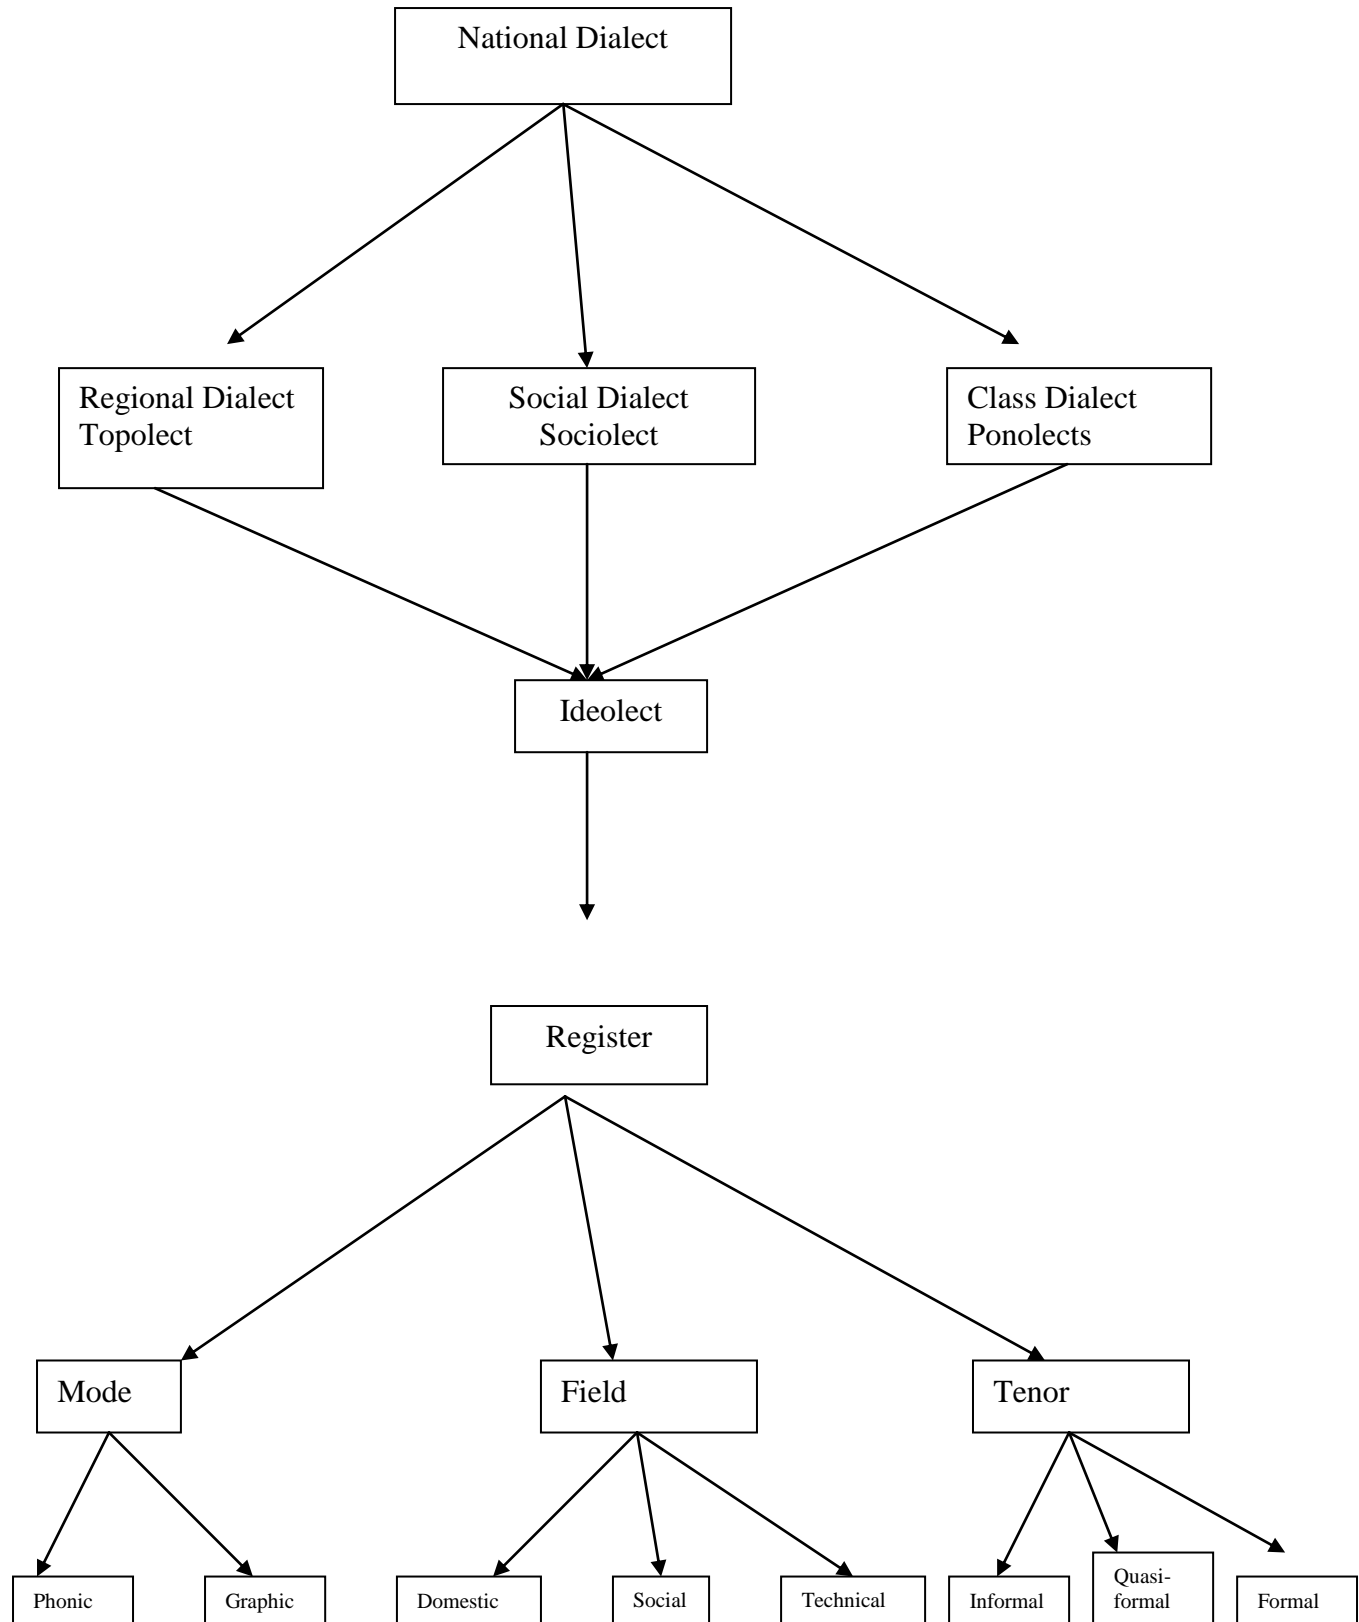 National Dialect
Regional Dialect
Topolect
Social Dialect
Sociolect
Class Dialect
Ponolects
Ideolect
Register
Mode
Field
Tenor
Phonic
Graphic
Domestic
Social
Technical
Informal
Quasi-
formal
Formal